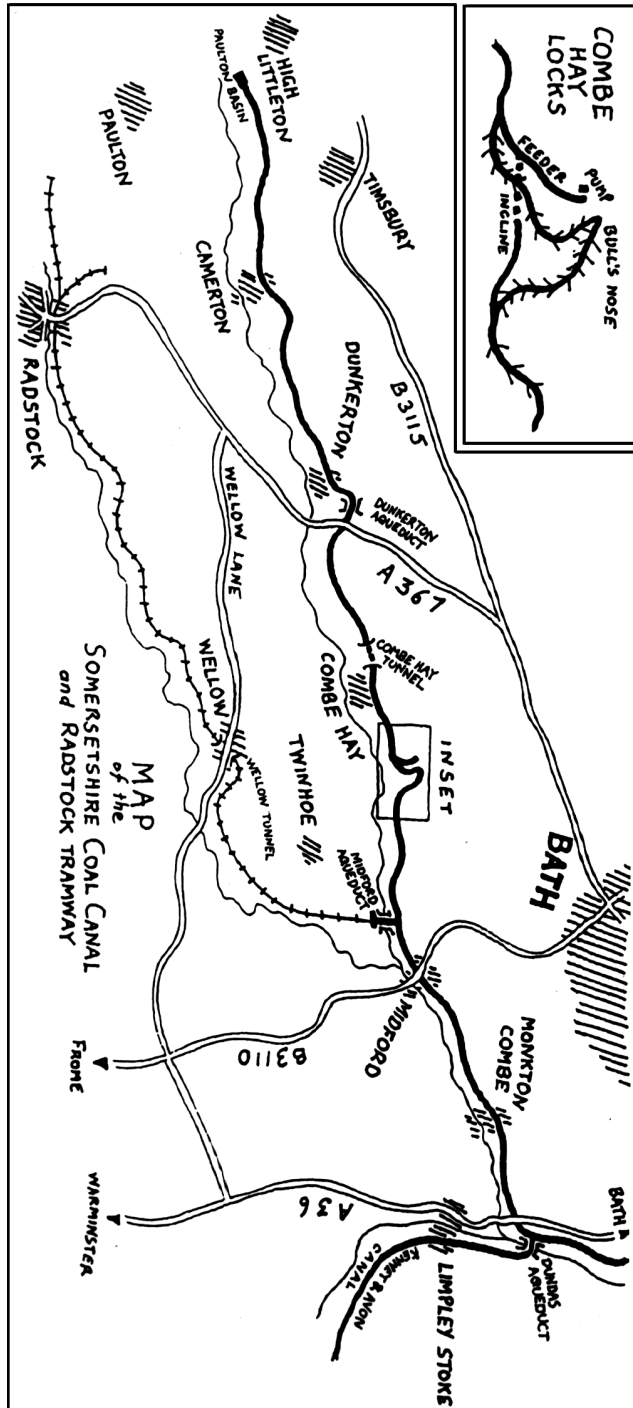 COMBE
HAY
LOCKS
PUMP
FEEDER
BULL'S NOSE
INCLINE
HIGH
LITTLETON
PAULTON BASIN
PAULTON
TIMSBURY
CAMERTON
B3115
DUNKERTON
DUNKERTON
AQUEDUCT
A 367
RADSTOCK
WELLOW LANE
COMBE HAY
TUNNEL
COMBE HAY
INSET
BATH
WELLOW
WELLOW TUNNEL
TWINHOE
MIDFORD
AQUEDUCT
MIDFORD
MONKTON
COMBE
B3110
FROME
A36
WARMINSTER
BATH
DUNDAS
AQUEDUCT
LIMPLEY STOKE
KENNET & AVON
CANAL
MAP
of the
SOMERSETSHIRE COAL CANAL
and RADSTOCK TRAMWAY